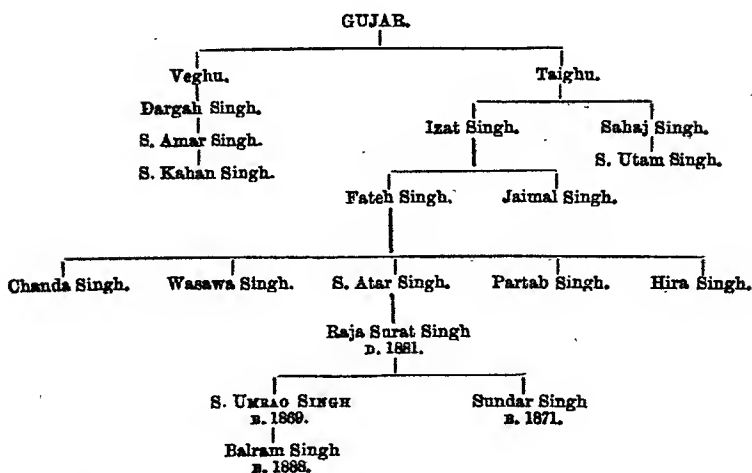 GUJAR.
Veghu. Taighu.
Dargah Singh.
Izat Singh. Sahaj Singh.
S. Amar Singh.
S. Utam Singh.
S. Kahan Singh.
Fateh Singh. Jaimal Singh.
Chanda Singh. Wasawa Singh. S. Atar Singh. Partab Singh. Hira Singh.
Raja Surat Singh
D. 1881.
S. UMRAO SINGH Sundar Singh
B. 1869. B. 1871.
Balram Singh
B. 1888.